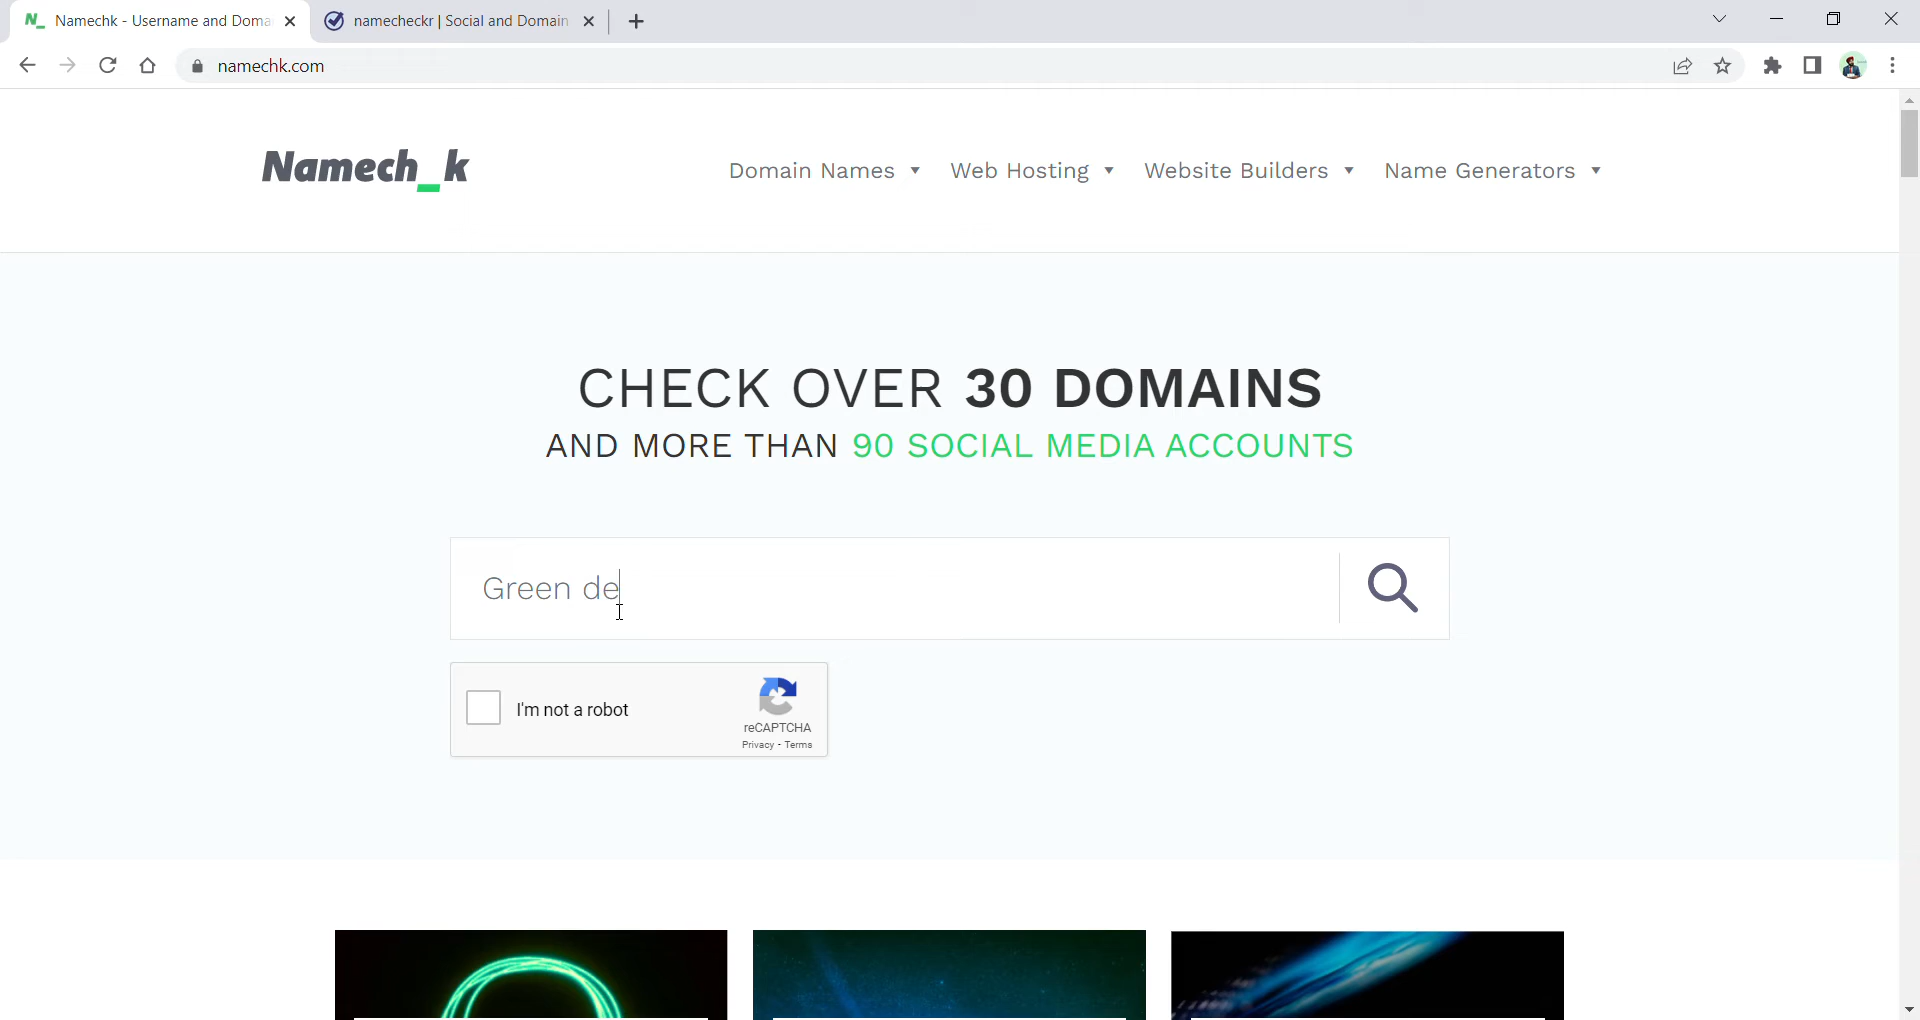 Namechk - Username and Doma
namecheckr | Social and Domain
namechk.com
Namech_k
Domain Names
Web Hosting
Website Builders
Name Generators
CHECK OVER 30 DOMAINS
AND MORE THAN 90 SOCIAL MEDIA ACCOUNTS
Green de
I'm not a robot
reCAPTCHA
Privacy - Terms